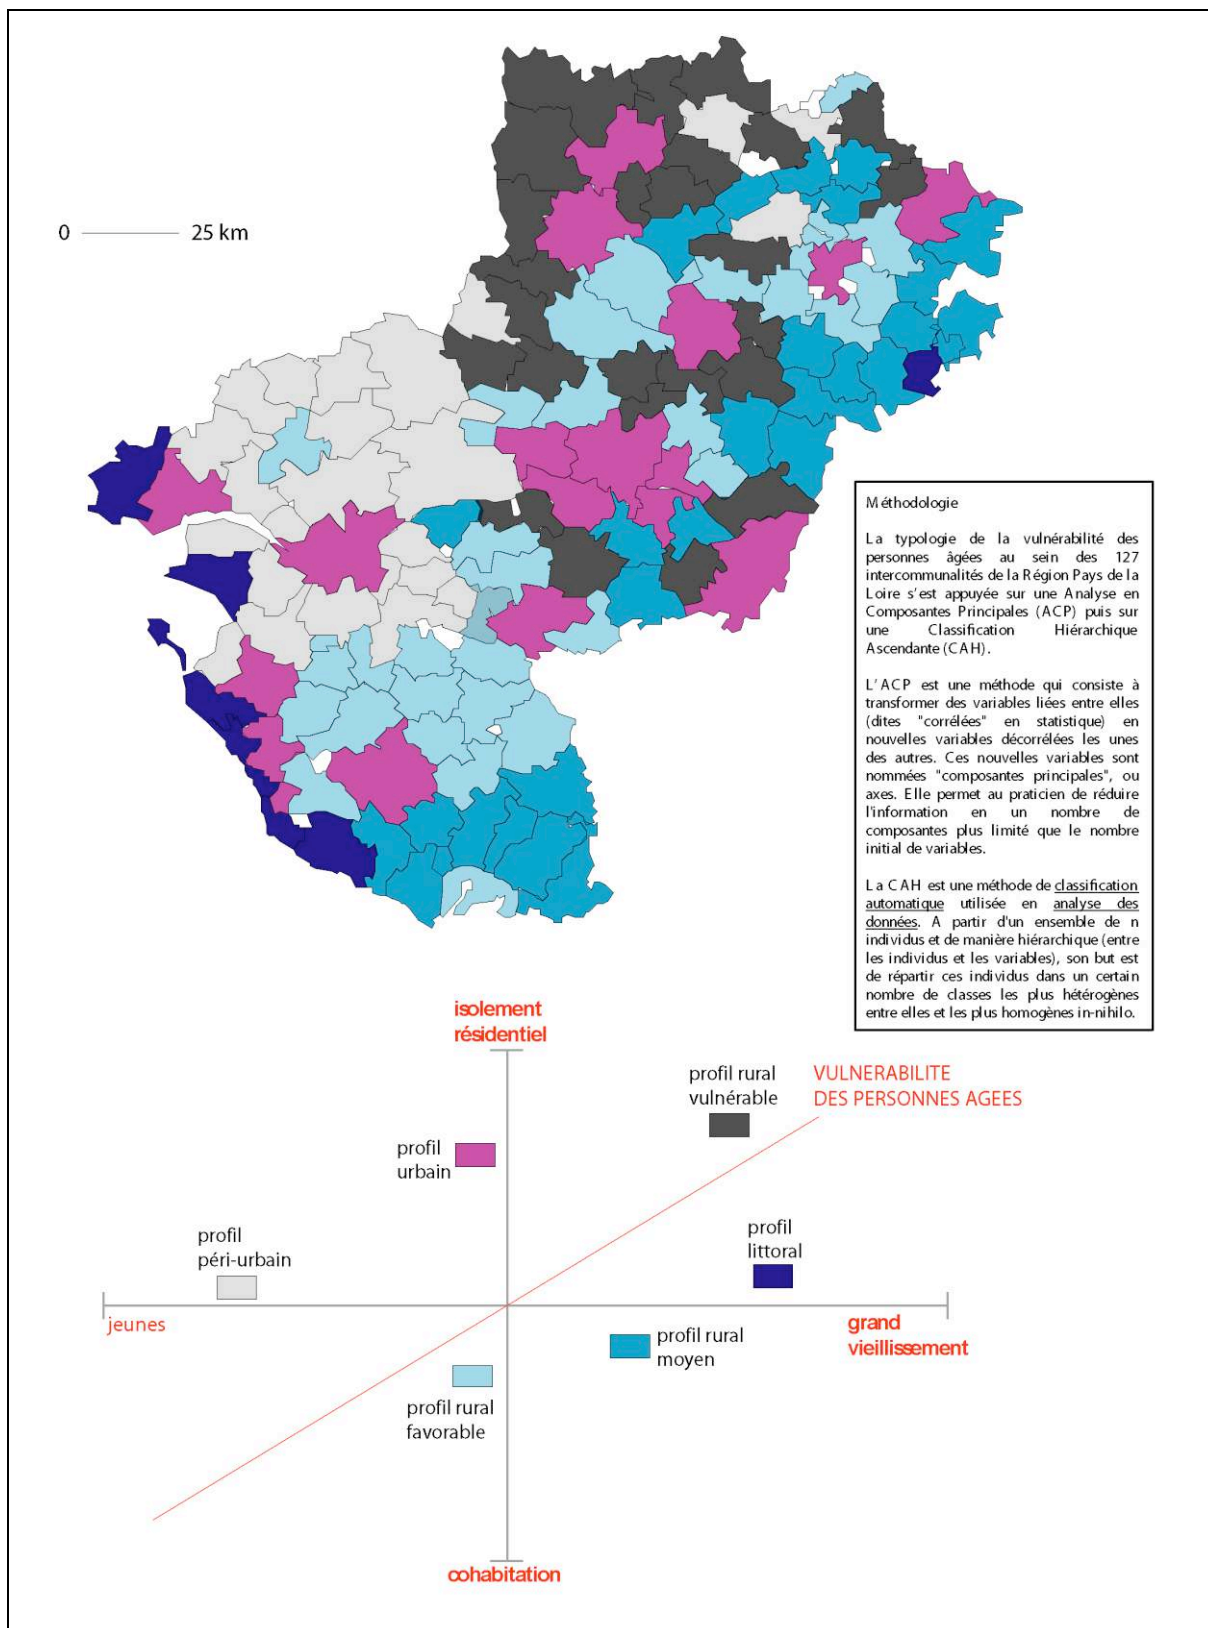 0
25 km
Méthodologie
La typologie de la vulnérabilité des
personnes âgées au sein des 127
intercommunalités de la Région Pays de la
Loire s'est appuyée sur une Analyse en
Composantes Principales (ACP) puis sur
une Classification Hiérarchique
Ascendante (CAH).
L'ACP est une méthode qui consiste à
transformer des variables liées entre elles
(dites "corrélées" en statistique) en
nouvelles variables décorrélées les unes
des autres. Ces nouvelles variables sont
nommées "composantes principales", ou
axes. Elle permet au praticien de réduire
l'information en un nombre de
composantes plus limité que le nombre
initial de variables.
La CAH est une méthode de classification
automatique utilisée en analyse des
données. A partir d'un ensemble de n
individus et de manière hiérarchique (entre
les individus et les variables), son but est
de répartir ces individus dans un certain
nombre de classes les plus hétérogènes
entre elles et les plus homogènes in-nihilo.
isolement
résidentiel
profil rural
vulnérable
VULNERABILITE
DES PERSONNES AGEES
profil
urbain
profil
péri-urbain
profil
littoral
jeunes
grand
vieillissement
profil rural
moyen
profil rural
favorable
cohabitation